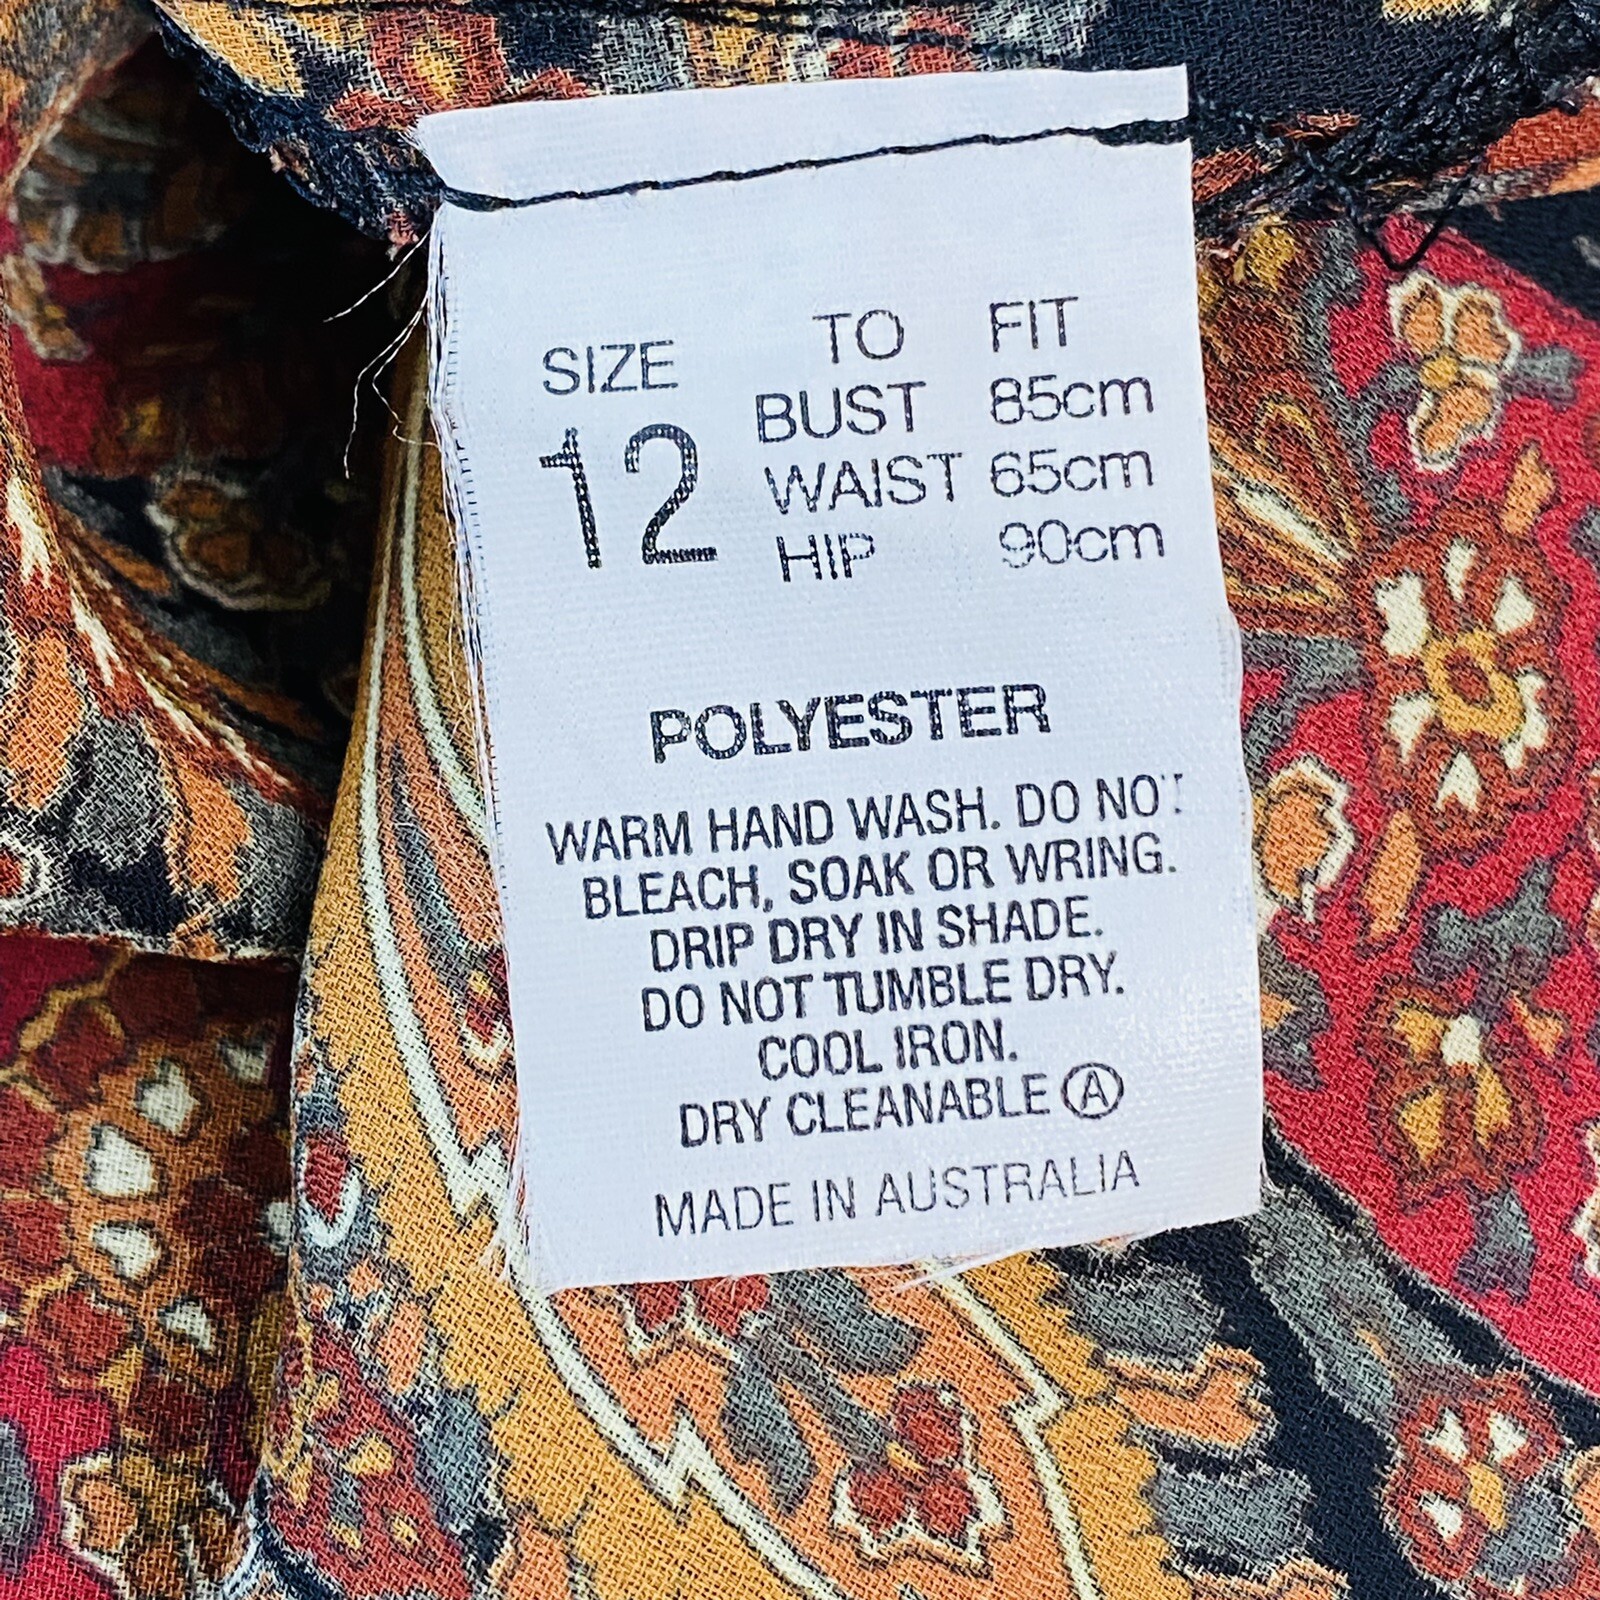 SIZE
12
TO FIT
BUST 85cm
WAIST 65cm
HIP 90cm
POLYESTER
WARM HAND WASH. DO NOT
BLEACH, SOAK OR WRING.
DRIP DRY IN SHADE.
DO NOT TUMBLE DRY.
COOL IRON.
DRY CLEANABLE Ⓐ
MADE IN AUSTRALIA